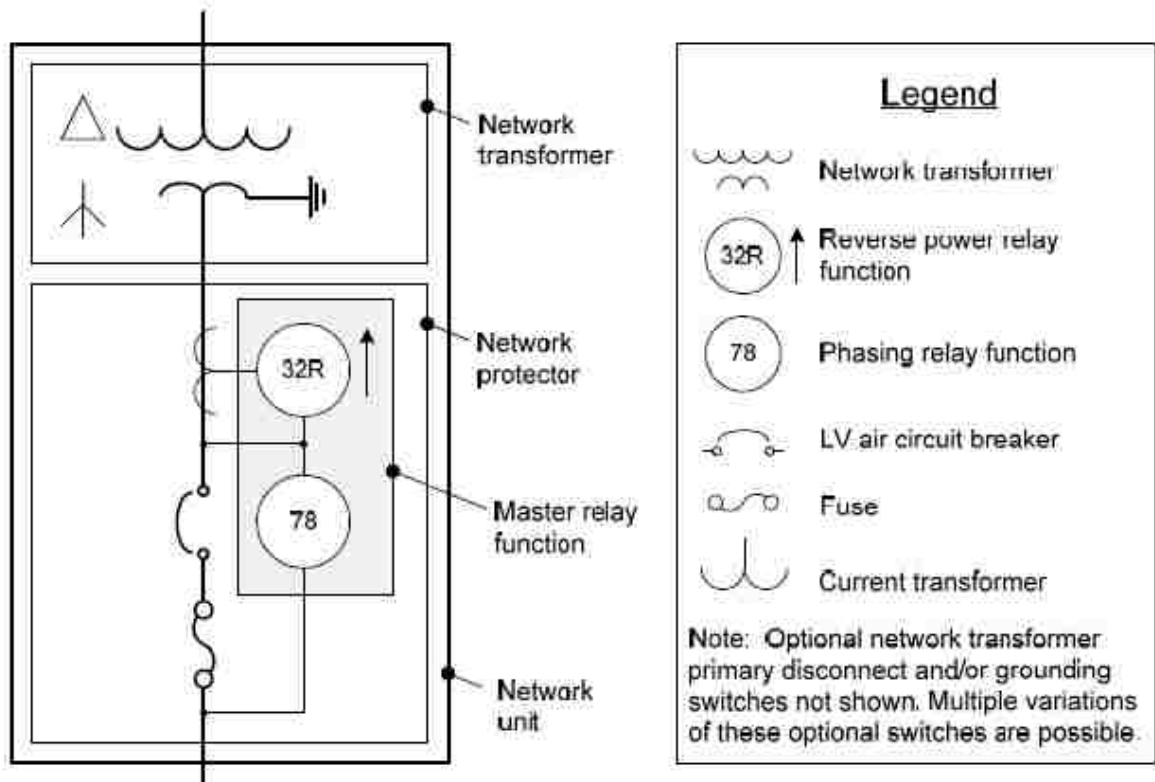 Network
transformer
32R
Network
protector
78
Master relay
function
Network
unit
Legend
Network transformer
32R
Reverse power relay
function
78
Phasing relay function
LV air circuit breaker
Fuse
Current transformer
Note: Optional network transformer
primary disconnect and/or grounding
switches not shown. Multiple variations
of these optional switches are possible.